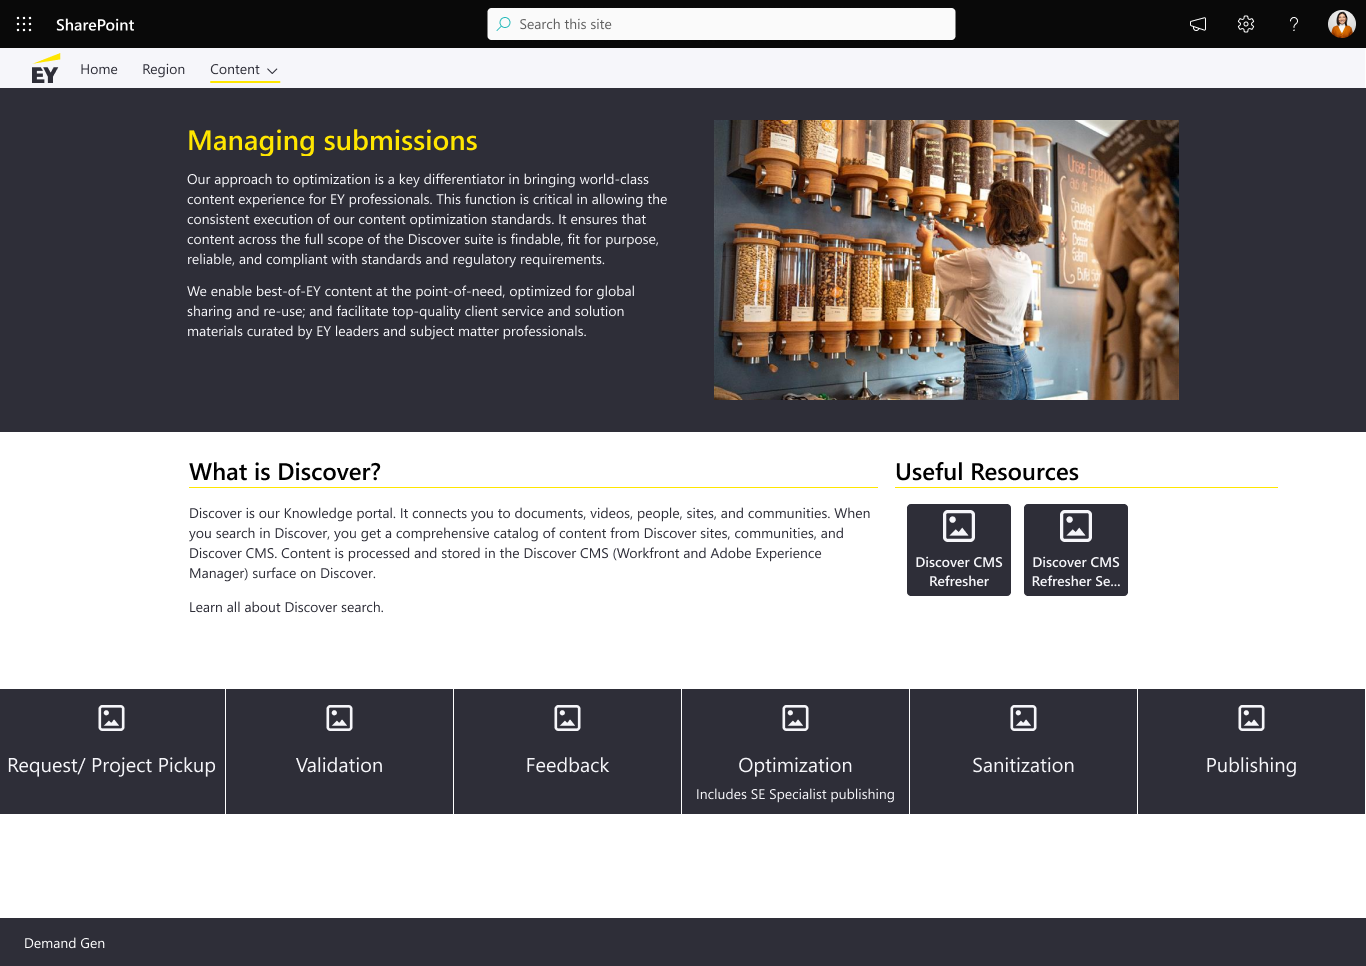 SharePoint
Search this site
EY
Home
Region
Content
Managing submissions
Our approach to optimization is a key differentiator in bringing world-class
content experience for EY professionals. This function is critical in allowing the
consistent execution of our content optimization standards. It ensures that
content across the full scope of the Discover suite is findable, fit for purpose,
reliable, and compliant with standards and regulatory requirements.
We enable best-of-EY content at the point-of-need, optimized for global
sharing and re-use; and facilitate top-quality client service and solution
materials curated by EY leaders and subject matter professionals.
What is Discover?
Discover is our Knowledge portal. It connects you to documents, videos, people, sites, and communities. When
you search in Discover, you get a comprehensive catalog of content from Discover sites, communities, and
Discover CMS. Content is processed and stored in the Discover CMS (Workfront and Adobe Experience
Manager) surface on Discover.
Learn all about Discover search.
Useful Resources
Discover CMS
Refresher
Discover CMS
Refresher Se...
Request/ Project Pickup
Validation
Feedback
Optimization
Includes SE Specialist publishing
Sanitization
Publishing
Demand Gen